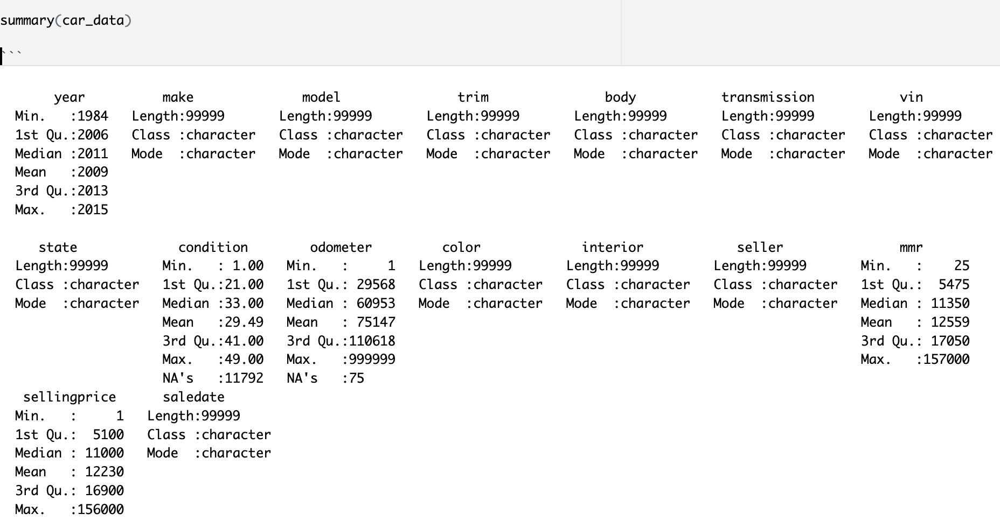 summary(car_data)
```
      year          make              model               trim               body           transmission           vin
 Min.   :1984   Length:99999       Length:99999       Length:99999       Length:99999       Length:99999       Length:99999
 1st Qu.:2006   Class :character   Class :character   Class :character   Class :character   Class :character   Class :character
 Median :2011   Mode  :character   Mode  :character   Mode  :character   Mode  :character   Mode  :character   Mode  :character
 Mean   :2009
 3rd Qu.:2013
 Max.   :2015
    state             condition        odometer         color             interior            seller               mmr
 Length:99999       Min.   : 1.00   Min.   :     1   Length:99999       Length:99999       Length:99999       Min.   :    25
 Class :character   1st Qu.:21.00   1st Qu.: 29568   Class :character   Class :character   Class :character   1st Qu.:  5475
 Mode  :character   Median :33.00   Median : 60953   Mode  :character   Mode  :character   Mode  :character   Median : 11350
                    Mean   :29.49   Mean   : 75147                                                            Mean   : 12559
                    3rd Qu.:41.00   3rd Qu.:110618                                                            3rd Qu.: 17050
                    Max.   :49.00   Max.   :999999                                                            Max.   :157000
                    NA's   :11792   NA's   :75
  sellingprice      saledate
 Min.   :     1   Length:99999
 1st Qu.:  5100   Class :character
 Median : 11000   Mode  :character
 Mean   : 12230
 3rd Qu.: 16900
 Max.   :156000